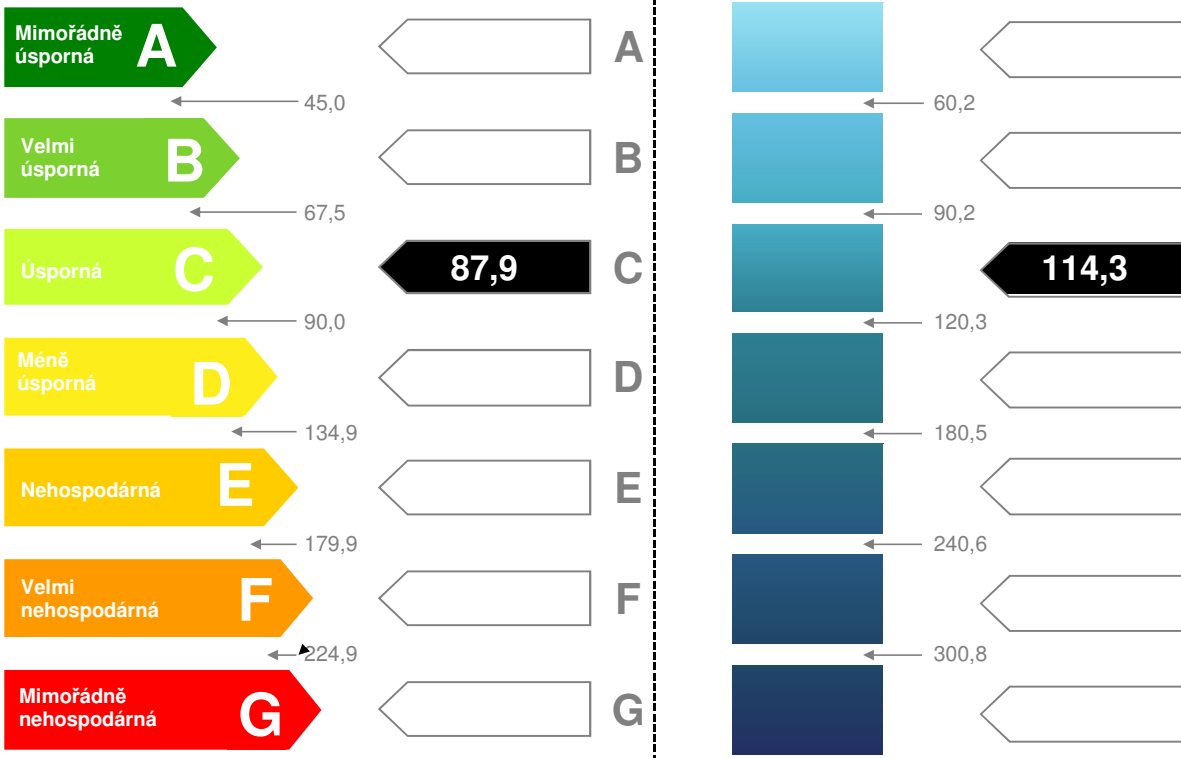 Mimořádně
úsporná
A
A
45,0
60,2
Velmi
úsporná
B
B
67,5
90,2
Úsporná
C
87,9
C
114,3
90,0
120,3
Méně
úsporná
D
D
134,9
180,5
Nehospodárná
E
E
179,9
240,6
Velmi
nehospodárná
F
F
224,9
300,8
Mimořádně
nehospodárná
G
G